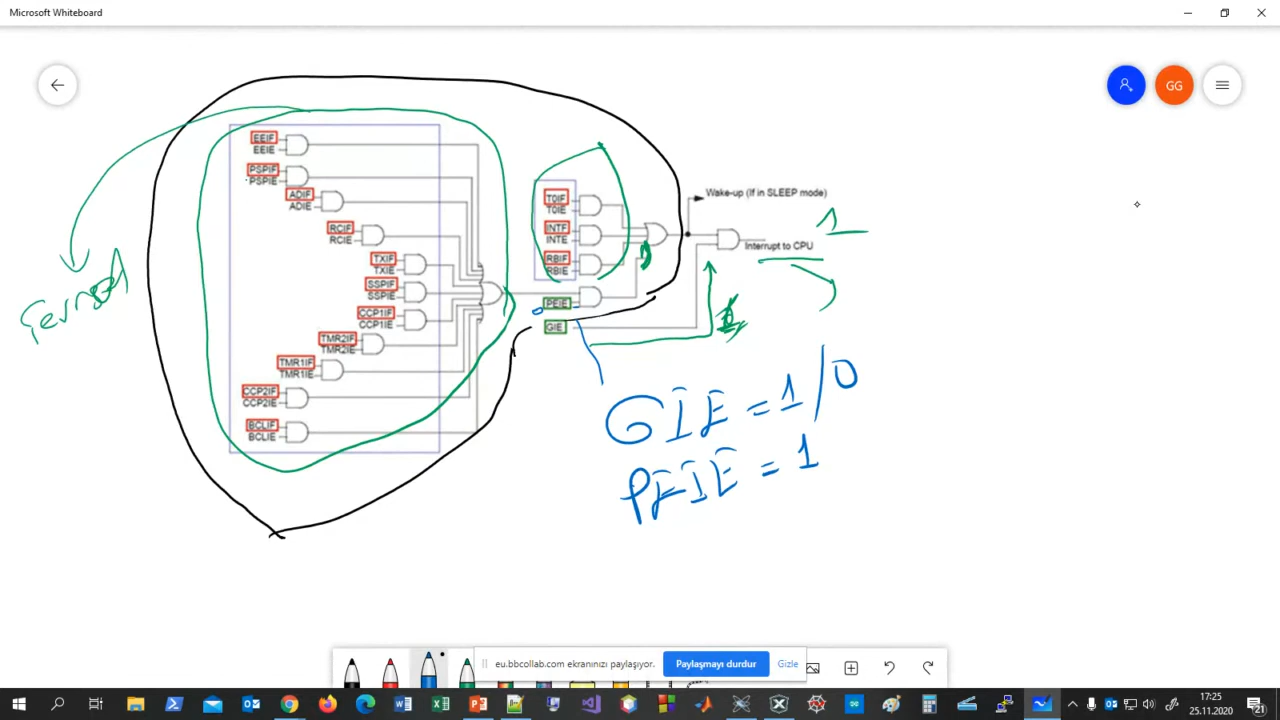 Microsoft Whiteboard
GG
EEIF
EEIE
PSPIF
PSPIE
ADIF
ADIE
RCIF
RCIE
TXIF
TXIE
SSPIF
SSPIE
CCP1IF
CCP1IE
TMR2IF
TMR2IE
TMR1IF
TMR1IE
CCP2IF
CCP2IE
BCLIF
BCLIE
T0IF
T0IE
INTF
INTE
RBIF
RBIE
PEIE
GIE
Wake-up (If in SLEEP mode)
1
Interrupt to CPU
GIE = 1/0
PEIE = 1
eu.bbcollab.com ekranınızı paylaşıyor.
Paylaşmayı durdur
Gizle
17:25
25.11.2020
21